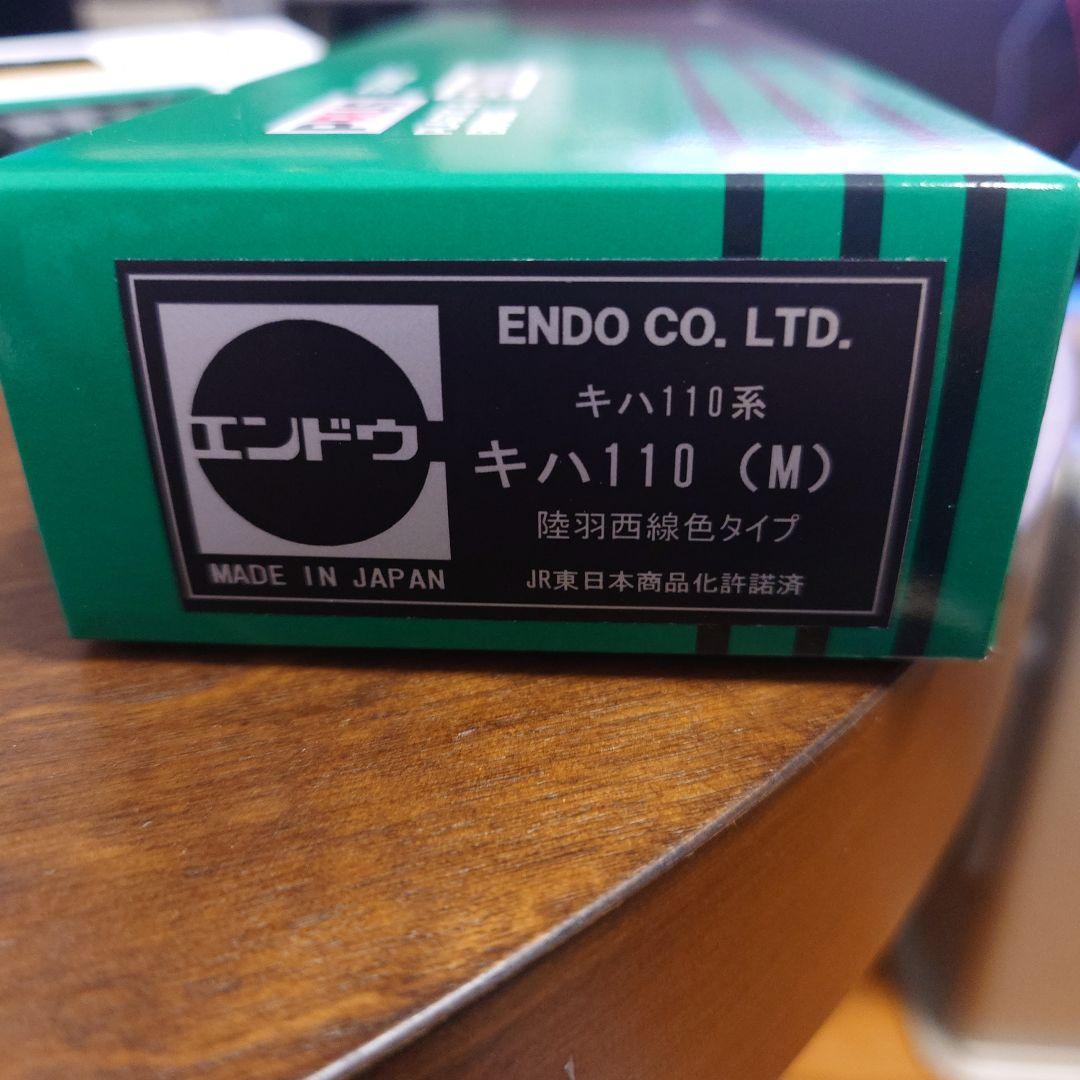 ENDO CO. LTD.
キハ110系
エンドウ
キハ110 (M)
陸羽西線色タイプ
MADE IN JAPAN
JR東日本商品化許諾済